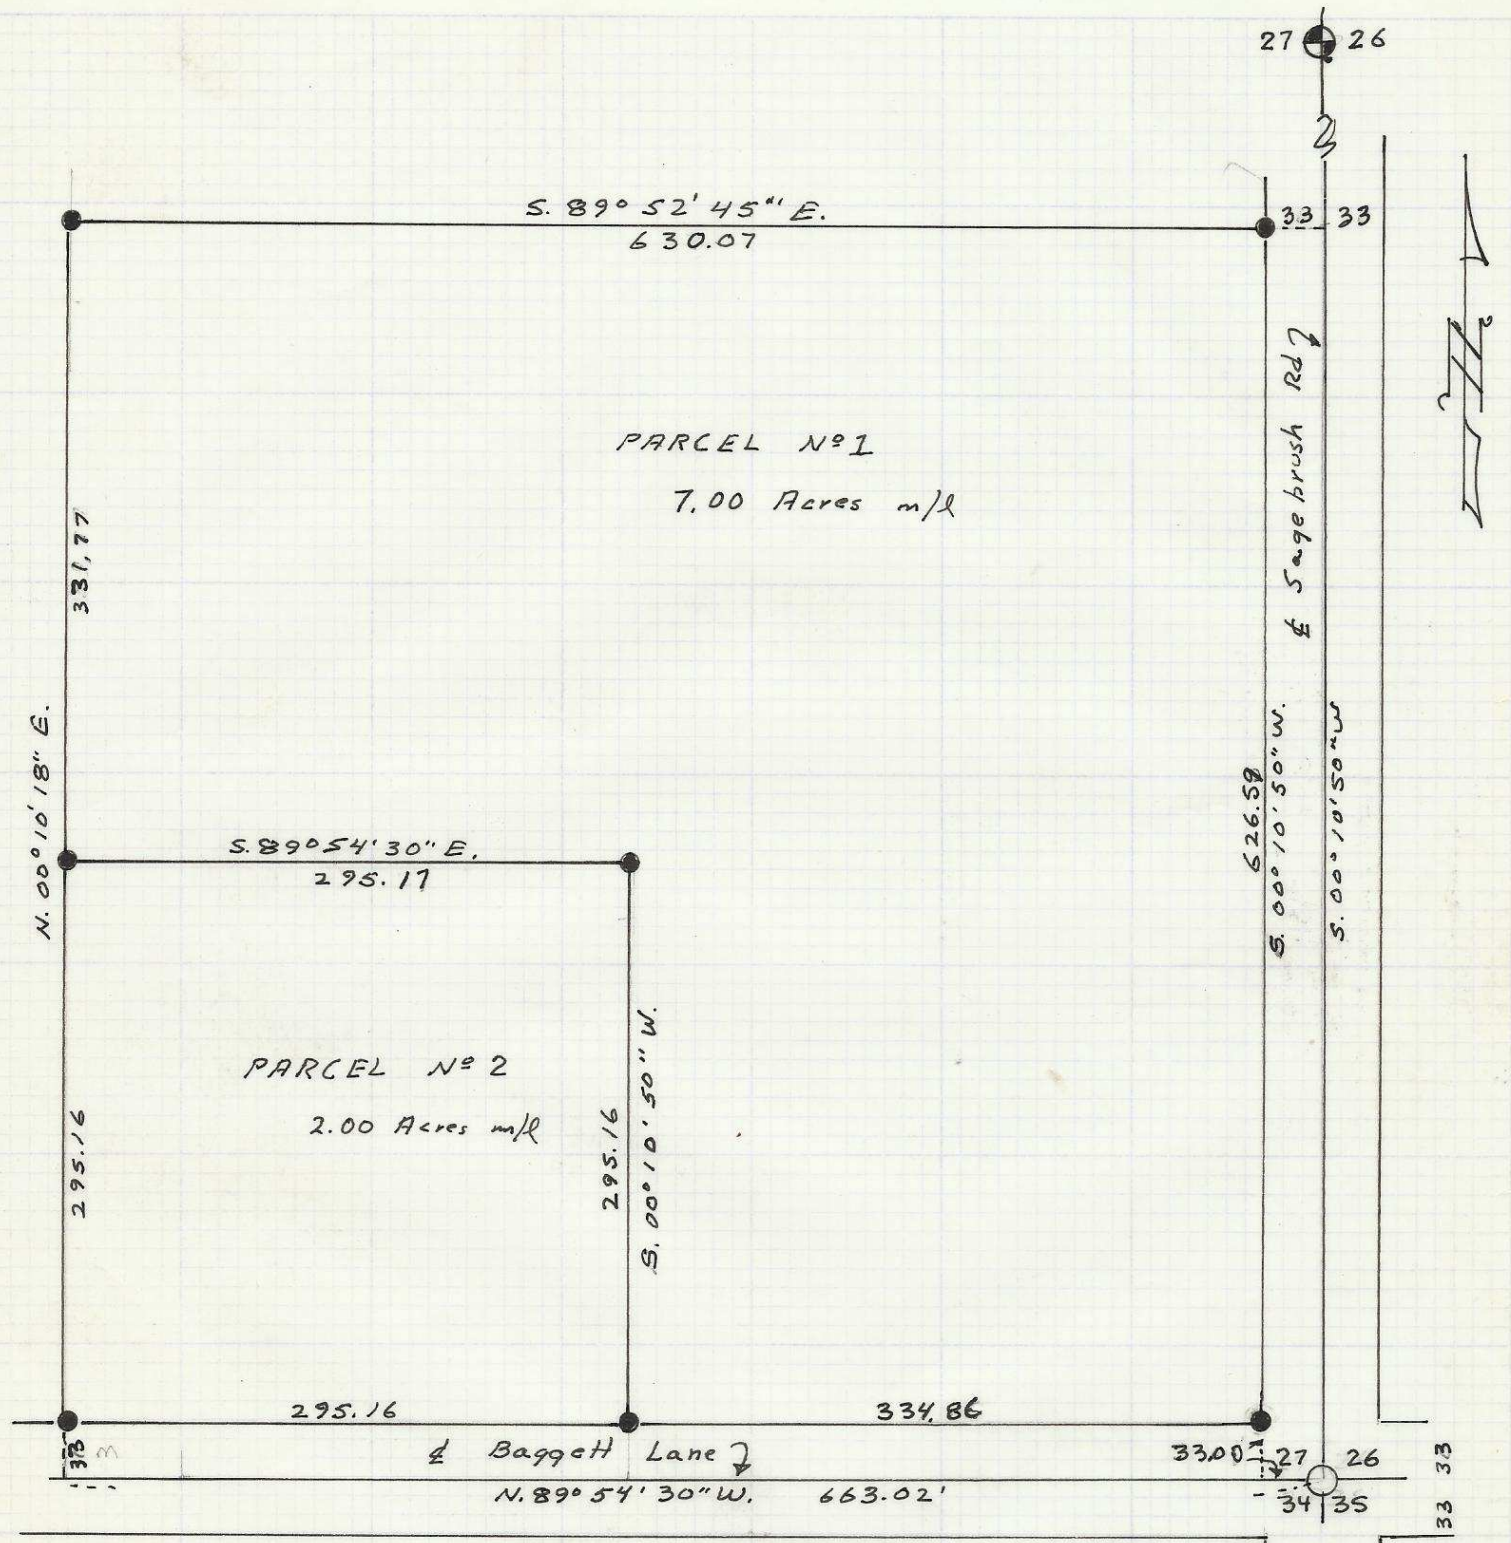 27 26
S. 89° 52' 45" E.
630.07
33 33
PARCEL Nº 1
7.00 Acres m/l
331.77
N. 00° 10' 18" E.
℄ Sagebrush Rd
626.59
S. 00° 10' 50" W.
S. 00° 10' 50" W
S. 89° 54' 30" E.
295.17
PARCEL Nº 2
2.00 Acres m/l
295.16
295.16
S. 00° 10' 50" W.
295.16
334.86
33
℄ Baggett Lane
33.00
27 26
N. 89° 54' 30" W. 663.02'
34 35
33
33